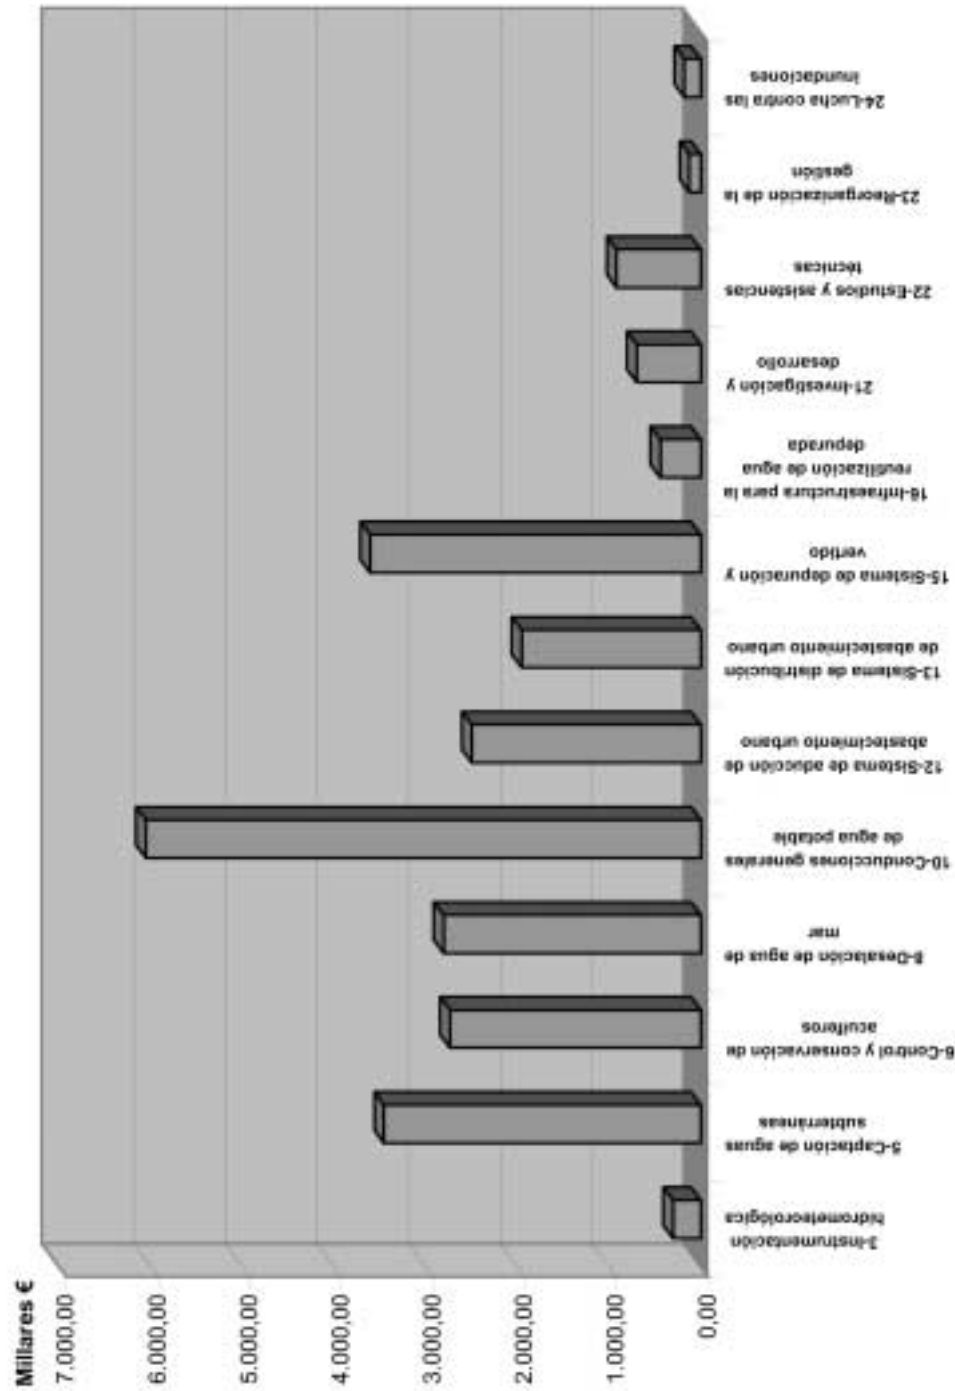 Millares €
7.000,00
6.000,00
5.000,00
4.000,00
3.000,00
2.000,00
1.000,00
0,00
3-Instrumentación
hidrometeorológica
5-Captación de aguas
subterráneas
6-Control y conservación de
acuíferos
8-Desalación de agua de
mar
10-Conducciones generales
de agua potable
12-Sistema de aducción de
abastecimiento urbano
13-Sistema de distribución
de abastecimiento urbano
15-Sistema de depuración y
vertido
16-Infraestructura para la
reutilización de agua
depurada
21-Investigación y
desarrollo
22-Estudios y asistencias
técnicas
23-Reorganización de la
gestión
24-Lucha contra las
inundaciones